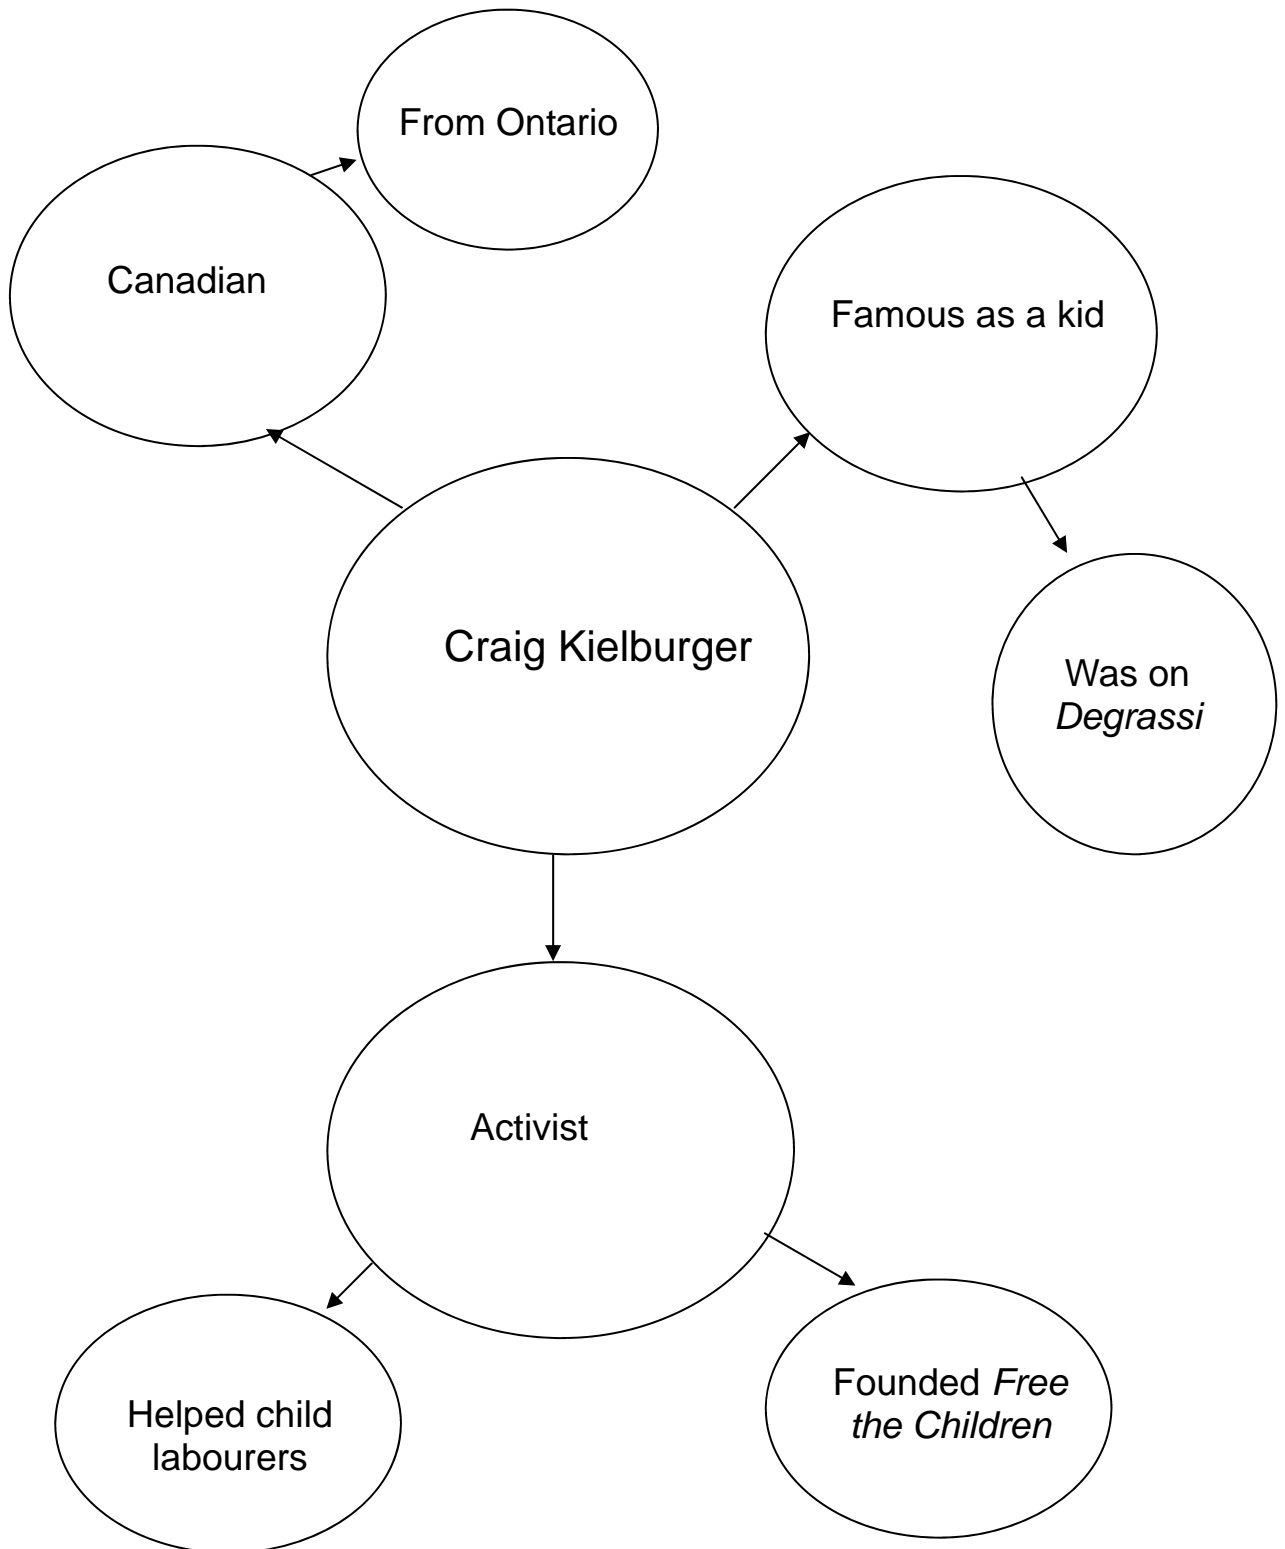 From Ontario
Canadian
Famous as a kid
Craig Kielburger
Was on
Degrassi
Activist
Founded Free
the Children
Helped child
labourers